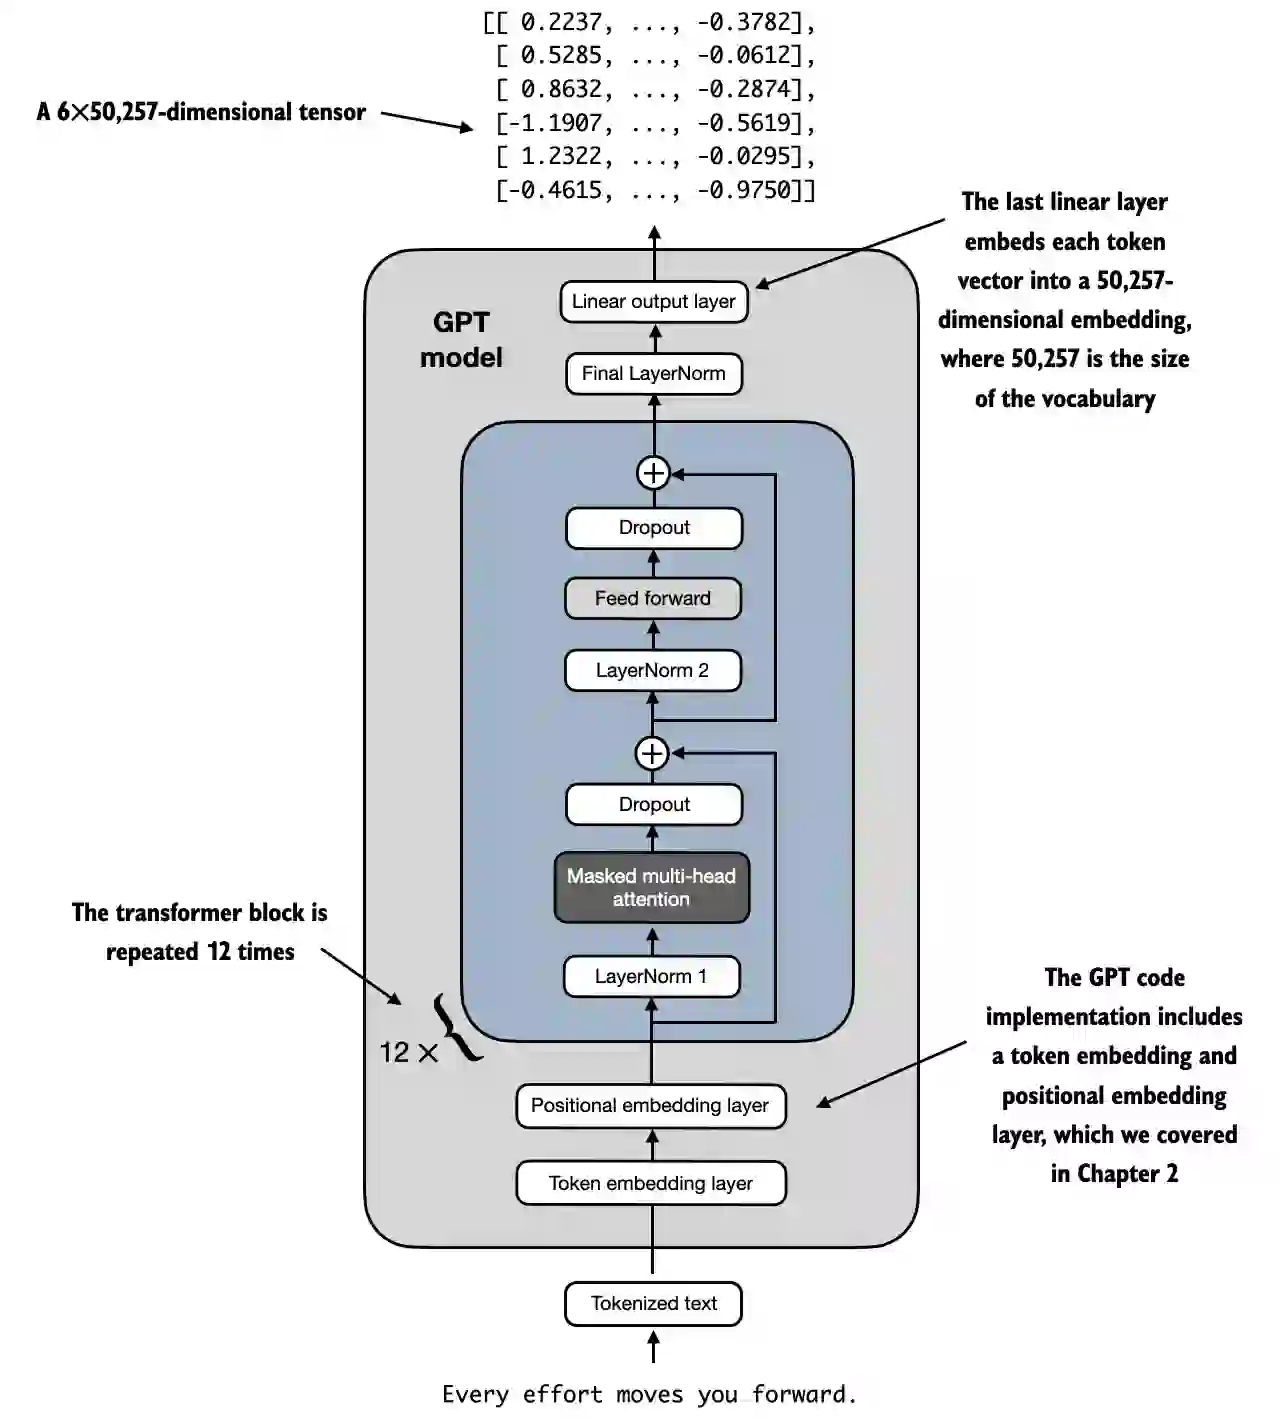 [[ 0.2237, ..., -0.3782],
[ 0.5285, ..., -0.0612],
[ 0.8632, ..., -0.2874],
[-1.1907, ..., -0.5619],
[ 1.2322, ..., -0.0295],
[-0.4615, ..., -0.9750]]
A 6×50,257-dimensional tensor
The last linear layer
embeds each token
vector into a 50,257-
dimensional embedding,
where 50,257 is the size
of the vocabulary
GPT
model
Linear output layer
Final LayerNorm
+
Dropout
Feed forward
LayerNorm 2
+
Dropout
Masked multi-head
attention
LayerNorm 1
The transformer block is
repeated 12 times
12 × {
The GPT code
implementation includes
a token embedding and
positional embedding
layer, which we covered
in Chapter 2
Positional embedding layer
Token embedding layer
Tokenized text
Every effort moves you forward.